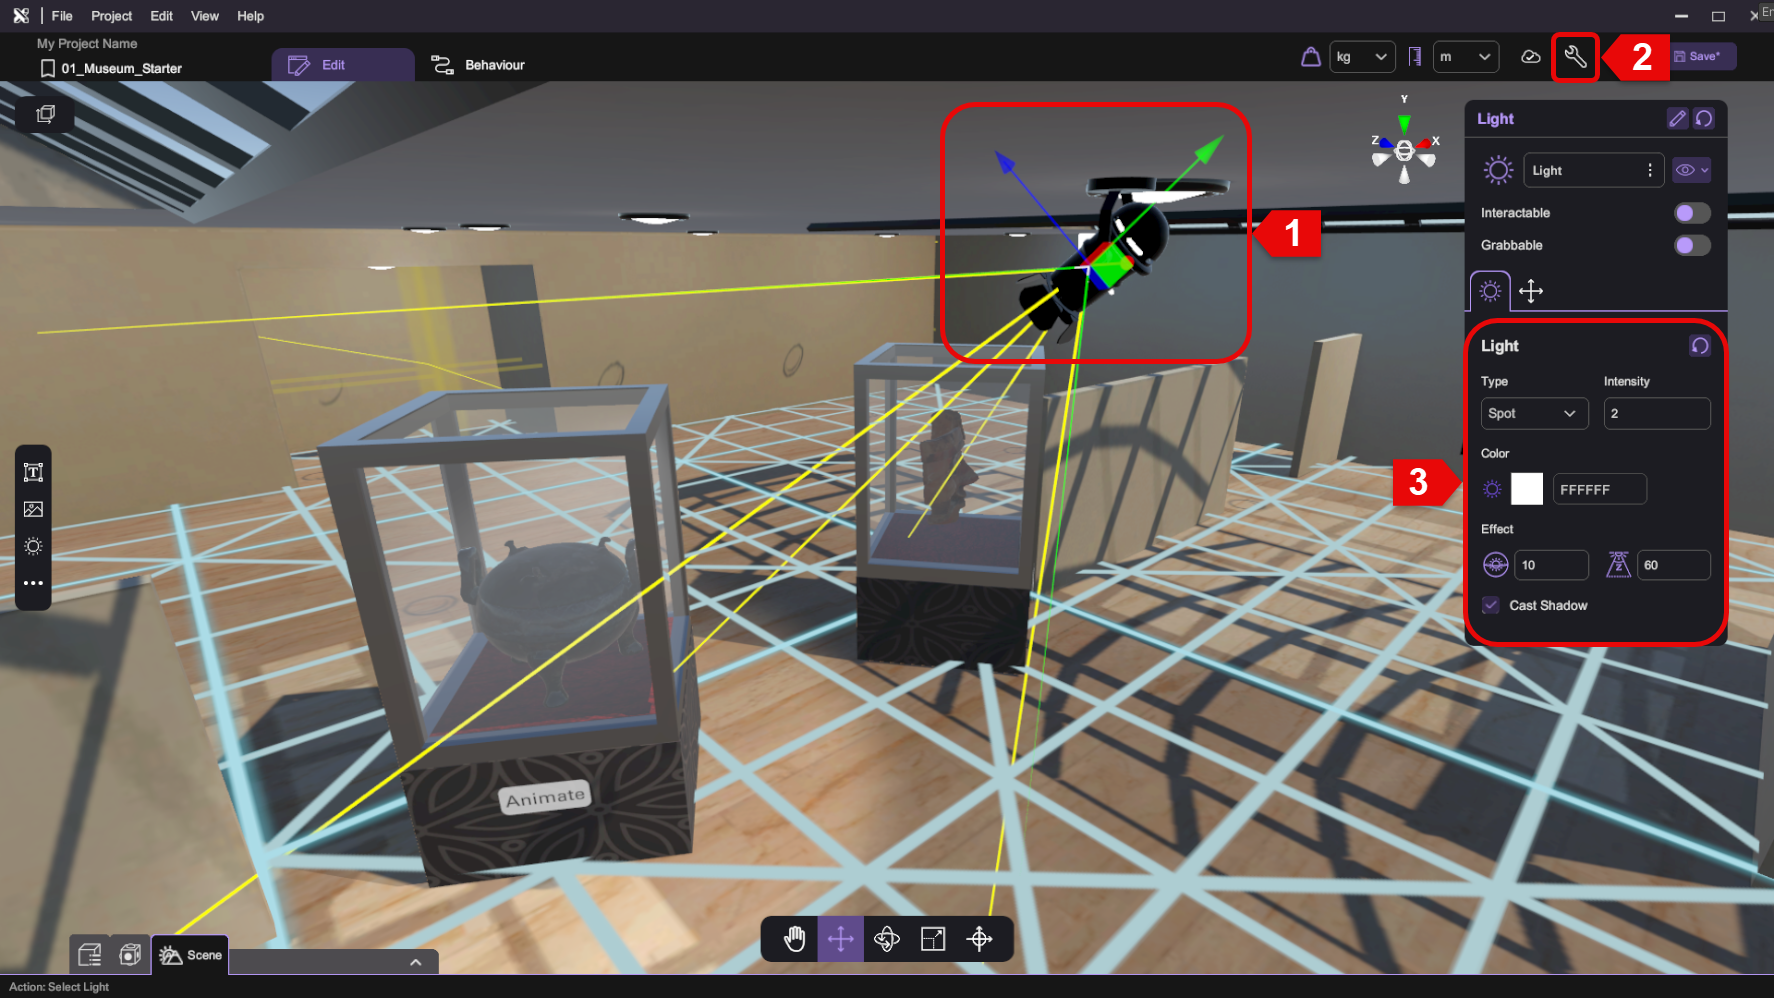 File Project Edit View Help
En
My Project Name
01_Museum_Starter
Edit
Behaviour
kg
m
2
Save*
Y
Z
X
1
Light
Light
Interactable
Grabbable
Light
Type
Intensity
Spot
2
Color
3
FFFFFF
Effect
10
Z
60
Cast Shadow
T
Animate
Scene
Action: Select Light